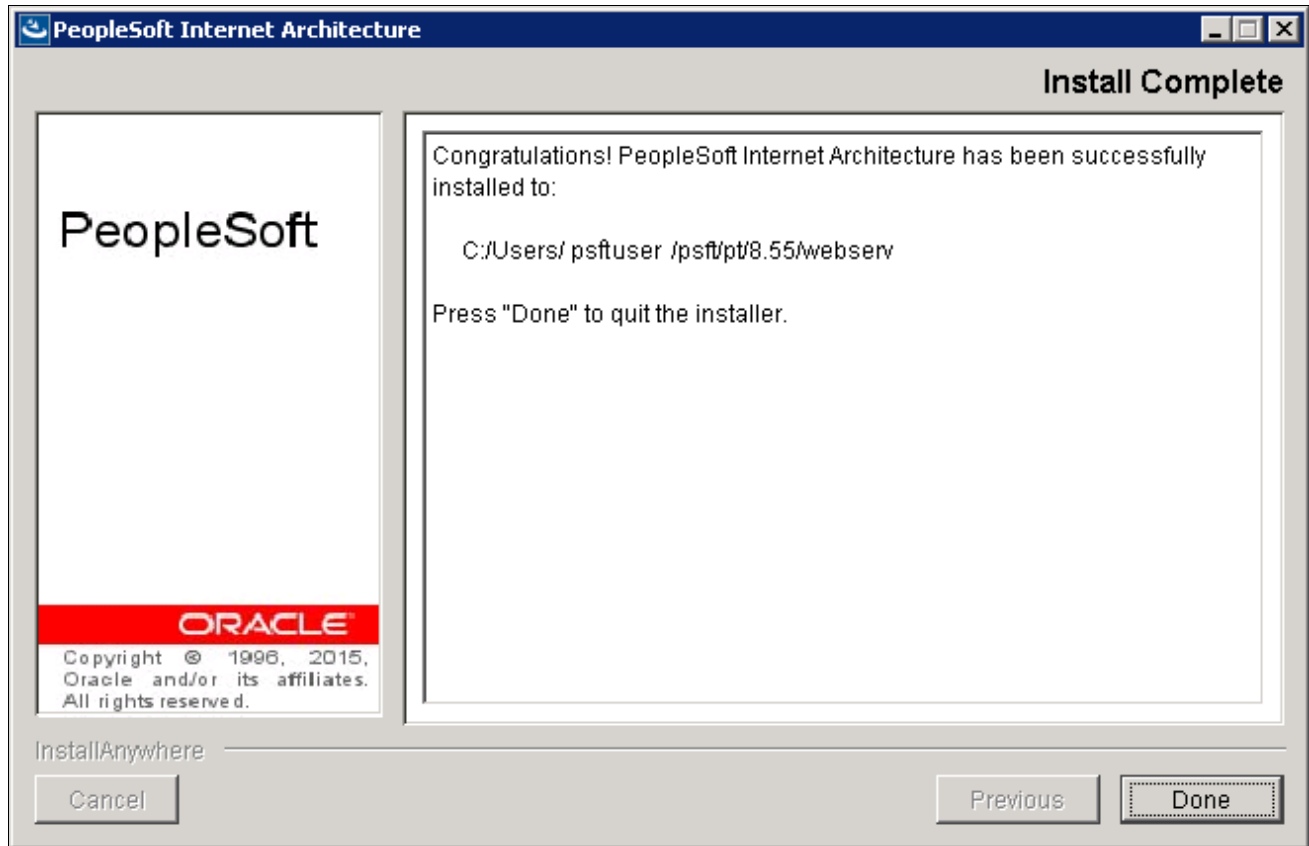 PeopleSoft Internet Architecture
Install Complete
PeopleSoft
ORACLE
Copyright © 1996, 2015,
Oracle and/or its affiliates.
All rights reserved.
Congratulations! PeopleSoft Internet Architecture has been successfully
installed to:
C:/Users/ psftuser /psft/pt/8.55/webserv
Press "Done" to quit the installer.
InstallAnywhere
Cancel
Previous
Done